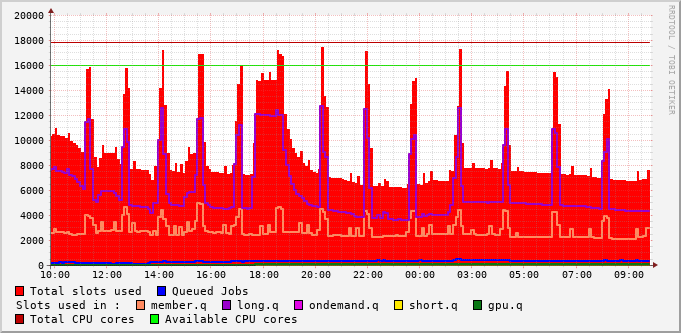 20000
18000
16000
14000
12000
10000
8000
6000
4000
2000
0
10:00 12:00 14:00 16:00 18:00 20:00 22:00 00:00 03:00 05:00 07:00 09:00
RRDTOOL / TOBI OETIKER
Total slots used Queued Jobs
Slots used in : member.q long.q ondemand.q short.q gpu.q
Total CPU cores Available CPU cores